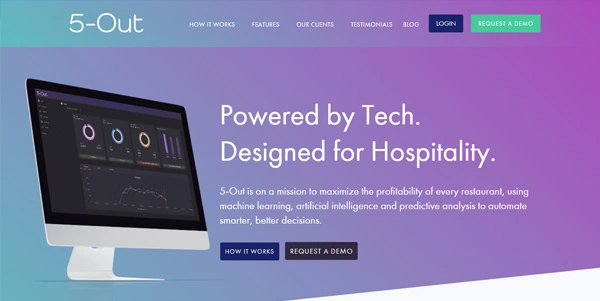 5-Out
HOW IT WORKS
FEATURES
OUR CLIENTS
TESTIMONIALS
BLOG
LOGIN
REQUEST A DEMO
5-Out
Powered by Tech.
Designed for Hospitality.
5-Out is on a mission to maximize the profitability of every restaurant, using
machine learning, artificial intelligence and predictive analysis to automate
smarter, better decisions.
HOW IT WORKS
REQUEST A DEMO